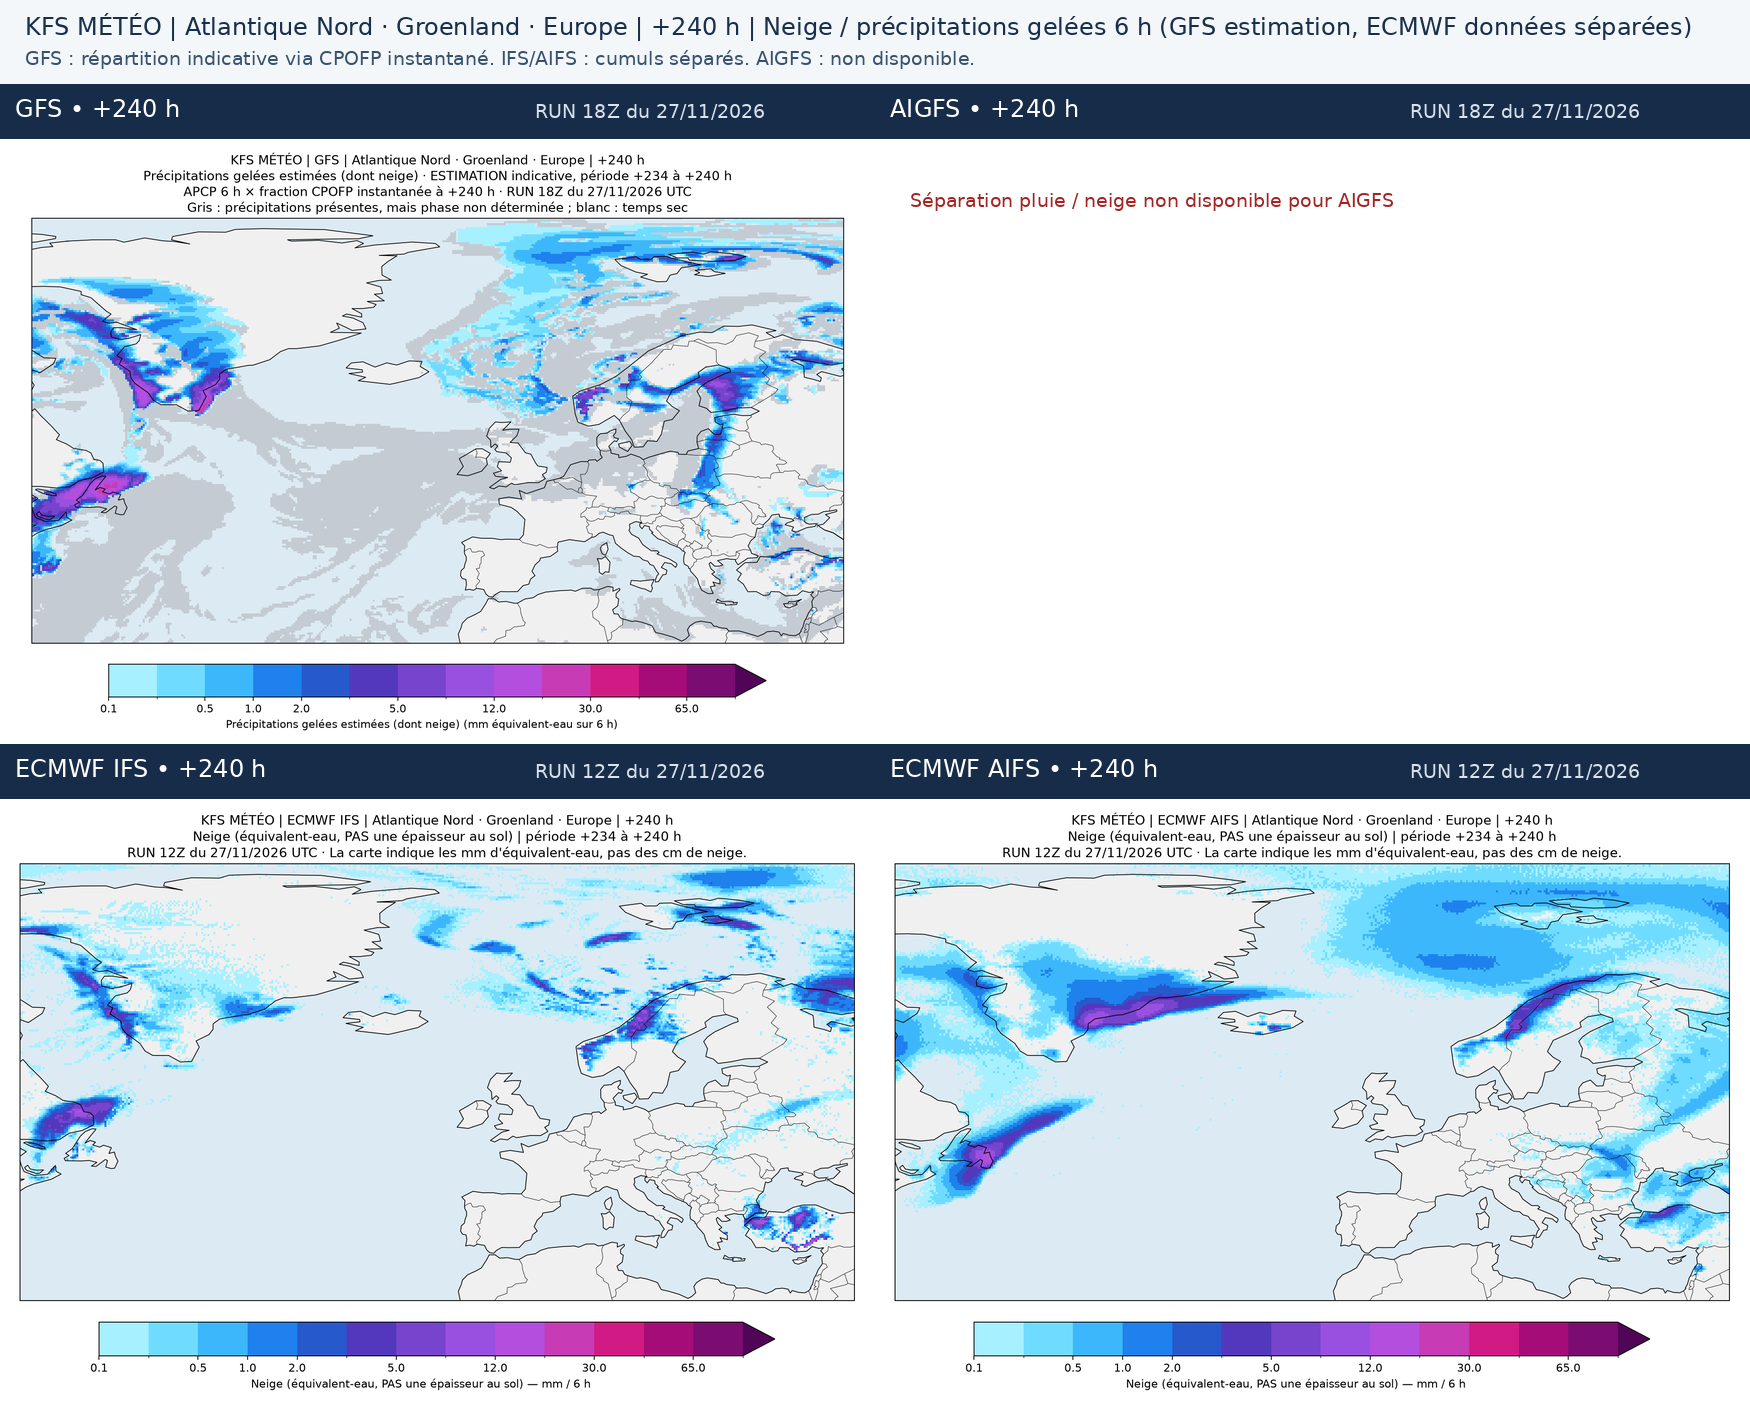 KFS MÉTÉO | Atlantique Nord · Groenland · Europe | +240 h | Neige / précipitations gelées 6 h (GFS estimation, ECMWF données séparées)
GFS : répartition indicative via CPOFP instantané. IFS/AIFS : cumuls séparés. AIGFS : non disponible.
GFS • +240 h
RUN 18Z du 27/11/2026
AIGFS • +240 h
RUN 18Z du 27/11/2026
KFS MÉTÉO | GFS | Atlantique Nord · Groenland · Europe | +240 h
Précipitations gelées estimées (dont neige) · ESTIMATION indicative, période +234 à +240 h
APCP 6 h × fraction CPOFP instantanée à +240 h · RUN 18Z du 27/11/2026 UTC
Gris : précipitations présentes, mais phase non déterminée ; blanc : temps sec
Séparation pluie / neige non disponible pour AIGFS
0.1 0.5 1.0 2.0 5.0 12.0 30.0 65.0
Précipitations gelées estimées (dont neige) (mm équivalent-eau sur 6 h)
ECMWF IFS • +240 h
RUN 12Z du 27/11/2026
ECMWF AIFS • +240 h
RUN 12Z du 27/11/2026
KFS MÉTÉO | ECMWF IFS | Atlantique Nord · Groenland · Europe | +240 h
Neige (équivalent-eau, PAS une épaisseur au sol) | période +234 à +240 h
RUN 12Z du 27/11/2026 UTC · La carte indique les mm d'équivalent-eau, pas des cm de neige.
0.1 0.5 1.0 2.0 5.0 12.0 30.0 65.0
Neige (équivalent-eau, PAS une épaisseur au sol) — mm / 6 h
KFS MÉTÉO | ECMWF AIFS | Atlantique Nord · Groenland · Europe | +240 h
Neige (équivalent-eau, PAS une épaisseur au sol) | période +234 à +240 h
RUN 12Z du 27/11/2026 UTC · La carte indique les mm d'équivalent-eau, pas des cm de neige.
0.1 0.5 1.0 2.0 5.0 12.0 30.0 65.0
Neige (équivalent-eau, PAS une épaisseur au sol) — mm / 6 h